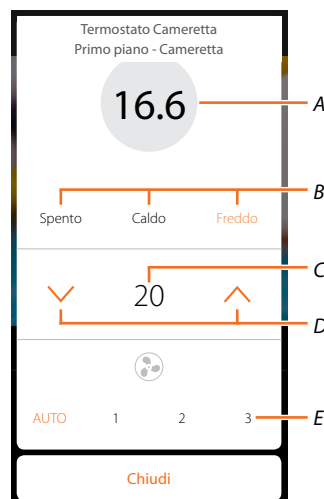 Termostato Cameretta
Primo piano - Cameretta
16.6
A
B
Spento Caldo Freddo
C
20
D
AUTO 1 2 3
E
Chiudi